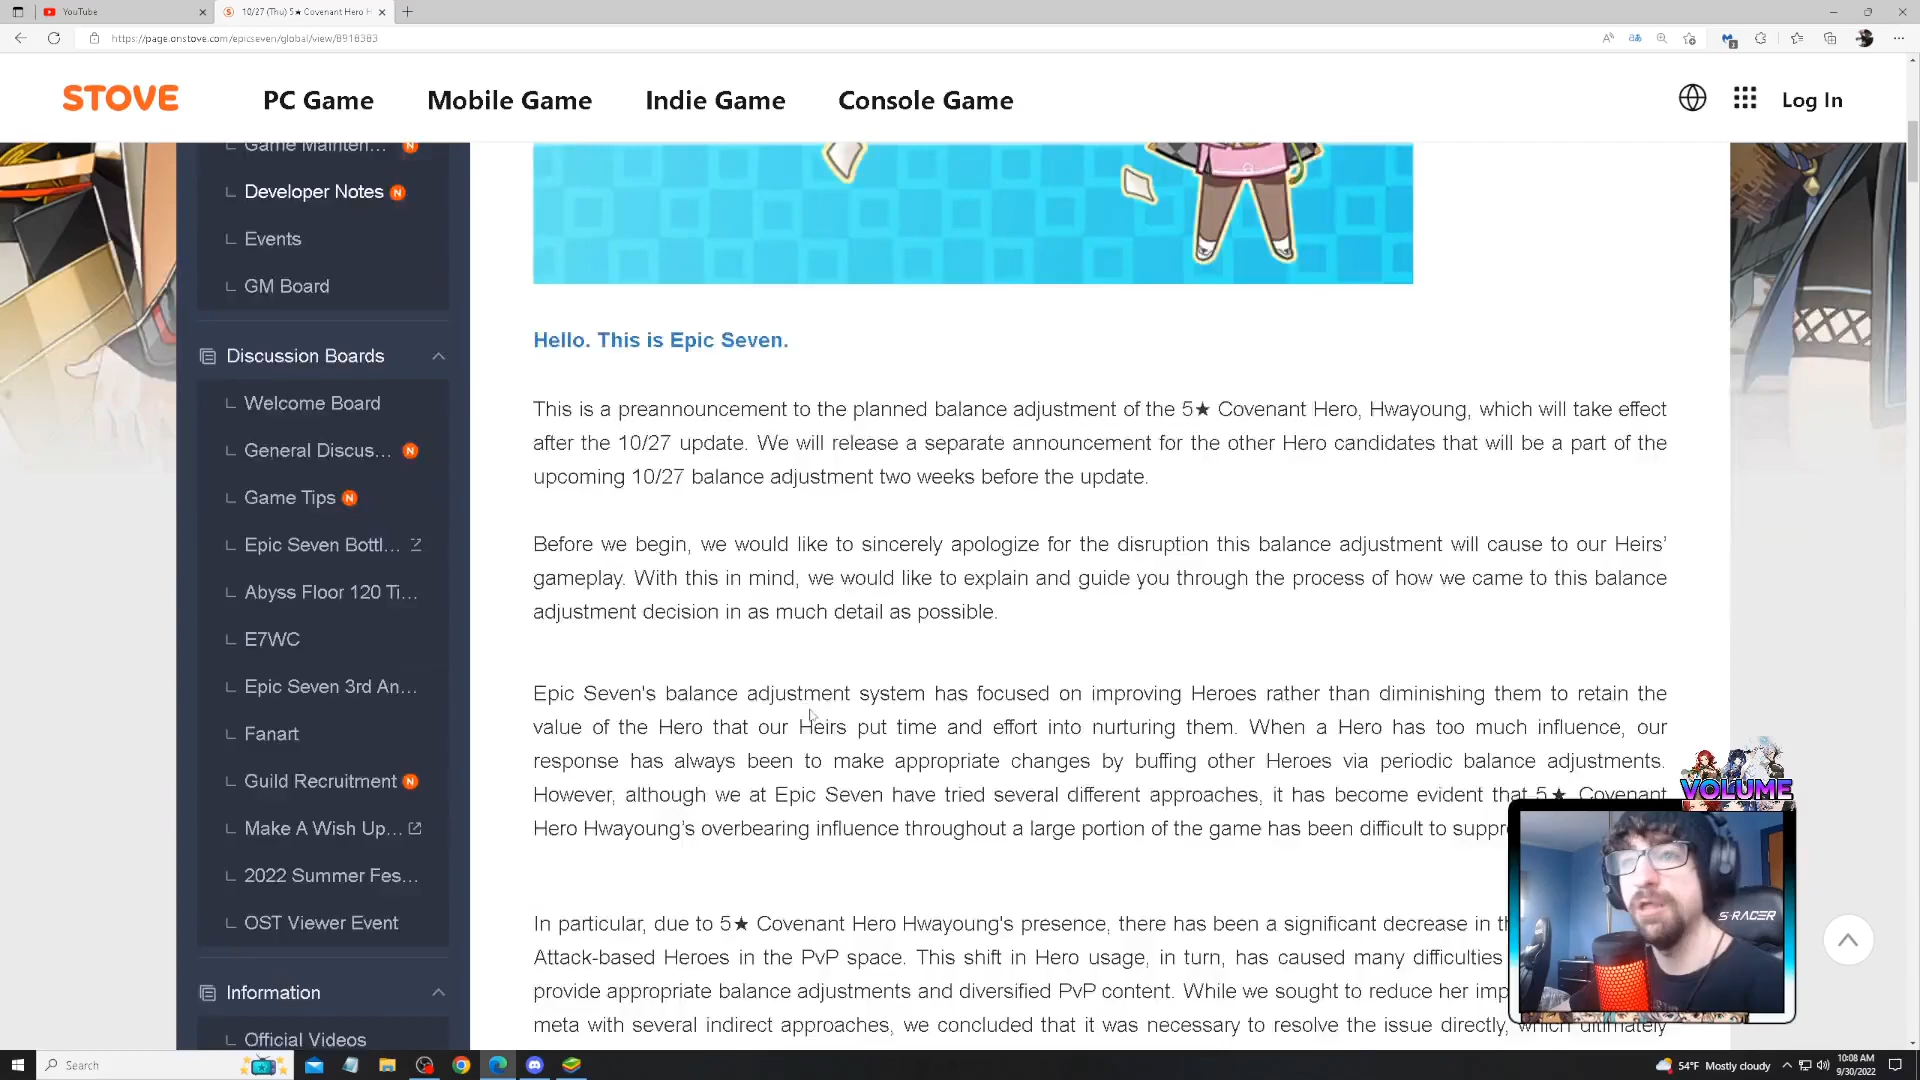 YouTube
10/27 (Thu) 5★ Covenant Hero H
https://page.onstove.com/epicseven/global/view/8918383
STOVE
PC Game
Mobile Game
Indie Game
Console Game
Log In
Game Mainten...
Developer Notes N
Events
GM Board
Discussion Boards
Welcome Board
General Discus... N
Game Tips N
Epic Seven Bottl...
Abyss Floor 120 Ti...
E7WC
Epic Seven 3rd An...
Fanart
Guild Recruitment N
Make A Wish Up...
2022 Summer Fes...
OST Viewer Event
Information
Official Videos
Hello. This is Epic Seven.
This is a preannouncement to the planned balance adjustment of the 5★ Covenant Hero, Hwayoung, which will take effect
after the 10/27 update. We will release a separate announcement for the other Hero candidates that will be a part of the
upcoming 10/27 balance adjustment two weeks before the update.
Before we begin, we would like to sincerely apologize for the disruption this balance adjustment will cause to our Heirs’
gameplay. With this in mind, we would like to explain and guide you through the process of how we came to this balance
adjustment decision in as much detail as possible.
Epic Seven's balance adjustment system has focused on improving Heroes rather than diminishing them to retain the
value of the Hero that our Heirs put time and effort into nurturing them. When a Hero has too much influence, our
response has always been to make appropriate changes by buffing other Heroes via periodic balance adjustments.
However, although we at Epic Seven have tried several different approaches, it has become evident that 5★ Covenant
Hero Hwayoung’s overbearing influence throughout a large portion of the game has been difficult to suppr
In particular, due to 5★ Covenant Hero Hwayoung's presence, there has been a significant decrease in th
Attack-based Heroes in the PvP space. This shift in Hero usage, in turn, has caused many difficulties
provide appropriate balance adjustments and diversified PvP content. While we sought to reduce her imp
meta with several indirect approaches, we concluded that it was necessary to resolve the issue directly, which ultimately
VOLUME
S-RACER
Search
54°F Mostly cloudy
10:08 AM
9/30/2022